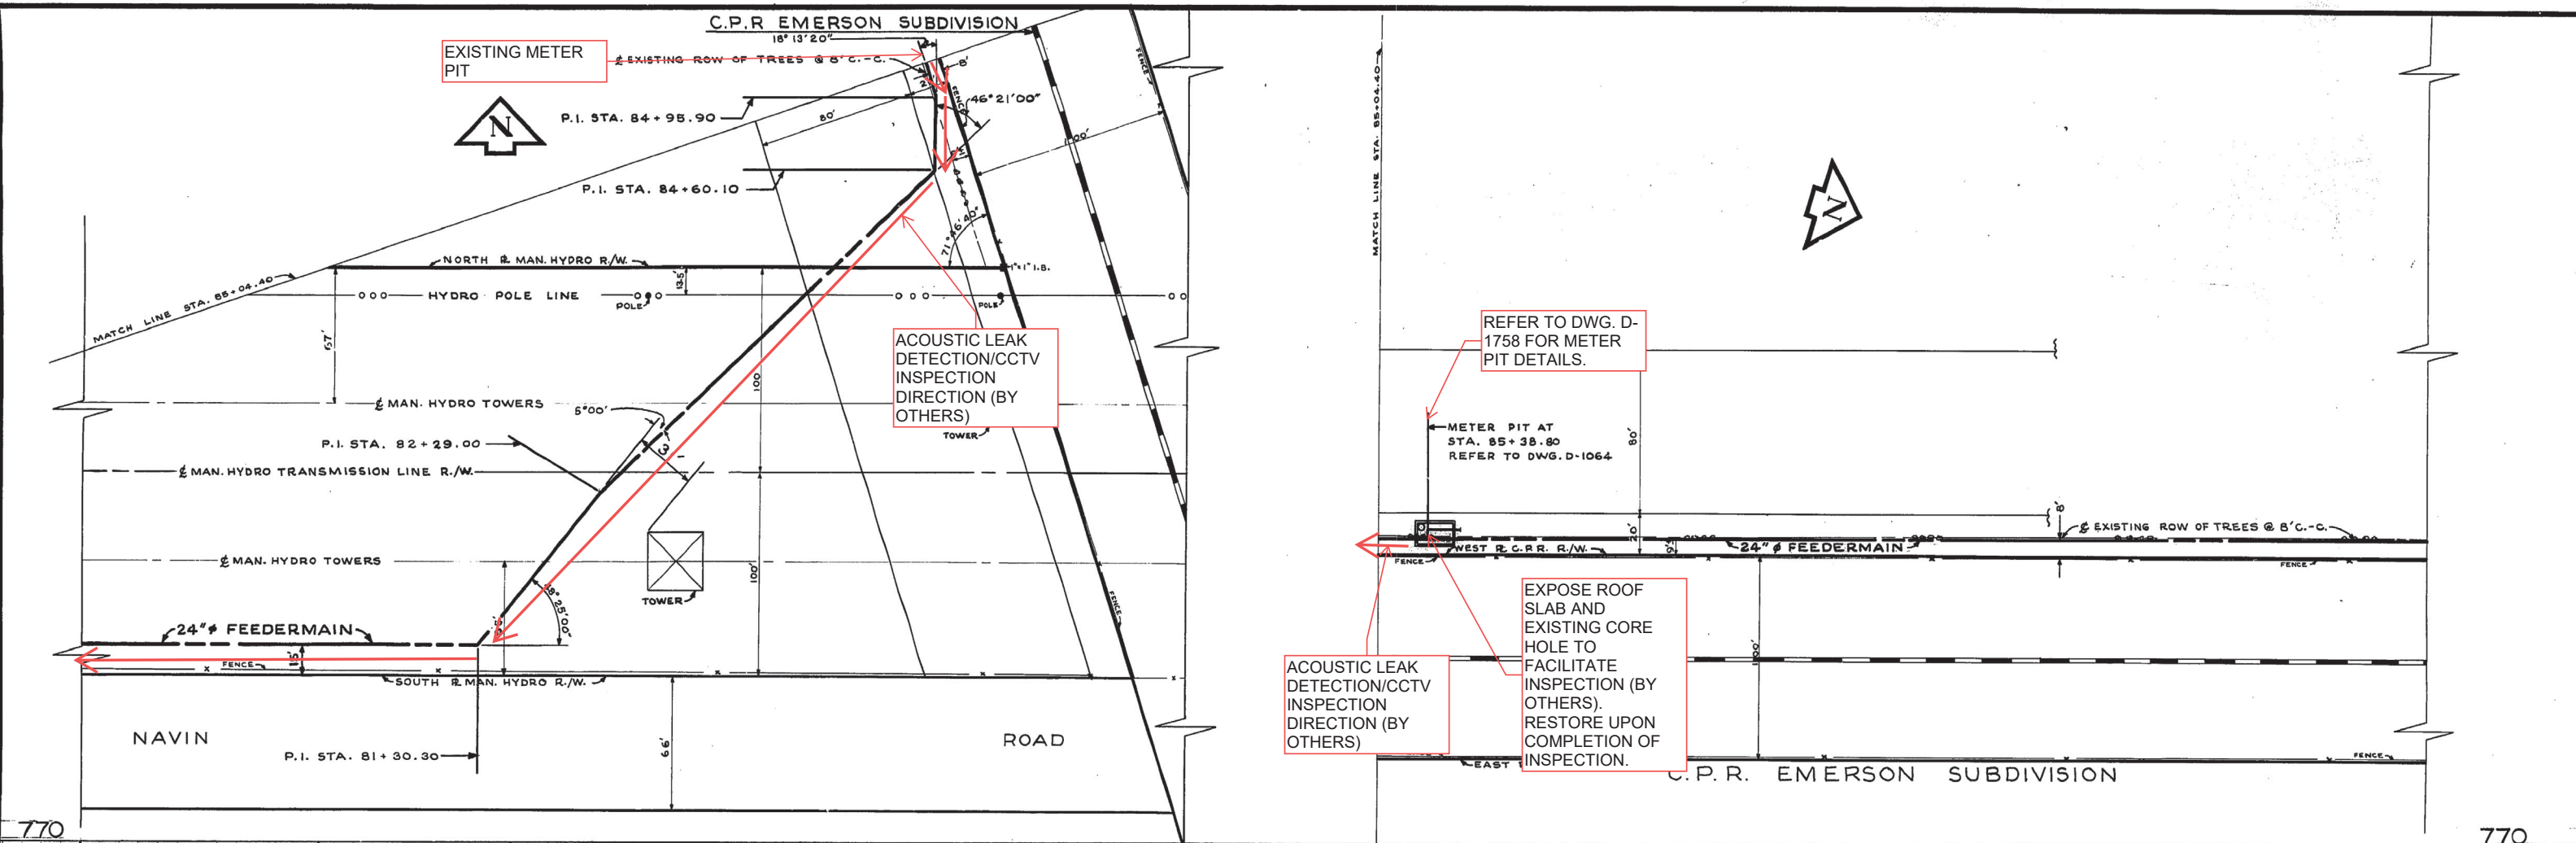 C.P.R EMERSON SUBDIVISION
18° 13'20"
EXISTING METER
PIT
℄ EXISTING ROW OF TREES @ 8' C.-C.
8'
FENCE
46° 21'00"
N
P.I. STA. 84+95.90
80'
100'
FENCE
P.I. STA. 84+60.10
71° 46' 40"
NORTH ℞ MAN. HYDRO R./W.
1"x1" I.B.
MATCH LINE STA. 85+04.40
13.5'
HYDRO POLE LINE
POLE
POLE
67'
ACOUSTIC LEAK
DETECTION/CCTV
INSPECTION
DIRECTION (BY
OTHERS)
100'
℄ MAN. HYDRO TOWERS
5°00'
TOWER
P.I. STA. 82+29.00
℄ MAN. HYDRO TRANSMISSION LINE R./W.
℄ MAN. HYDRO TOWERS
100'
TOWER
FENCE
24"⌀ FEEDERMAIN
15'
FENCE
SOUTH ℞ MAN. HYDRO R./W.
NAVIN ROAD
66'
P.I. STA. 81+30.30
770
MATCH LINE STA. 85+04.40
N
REFER TO DWG. D-
1758 FOR METER
PIT DETAILS.
METER PIT AT
STA. 85+38.80
REFER TO DWG. D-1064
80'
20'
8'
℄ EXISTING ROW OF TREES @ 8' C.-C.
WEST ℞ C.P.R. R./W.
24"⌀ FEEDERMAIN
FENCE
FENCE
EXPOSE ROOF
SLAB AND
EXISTING CORE
HOLE TO
FACILITATE
INSPECTION (BY
OTHERS).
RESTORE UPON
COMPLETION OF
INSPECTION.
100'
ACOUSTIC LEAK
DETECTION/CCTV
INSPECTION
DIRECTION (BY
OTHERS)
EAST
FENCE
C.P.R. EMERSON SUBDIVISION
770